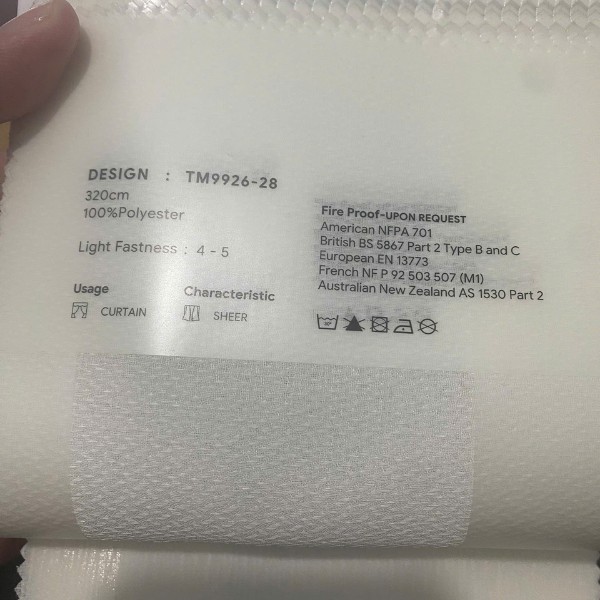 DESIGN : TM9926-28
320cm
100%Polyester
Light Fastness : 4 - 5
Usage
CURTAIN
Characteristic
SHEER
Fire Proof-UPON REQUEST
American NFPA 701
British BS 5867 Part 2 Type B and C
European EN 13773
French NF P 92 503 507 (M1)
Australian New Zealand AS 1530 Part 2